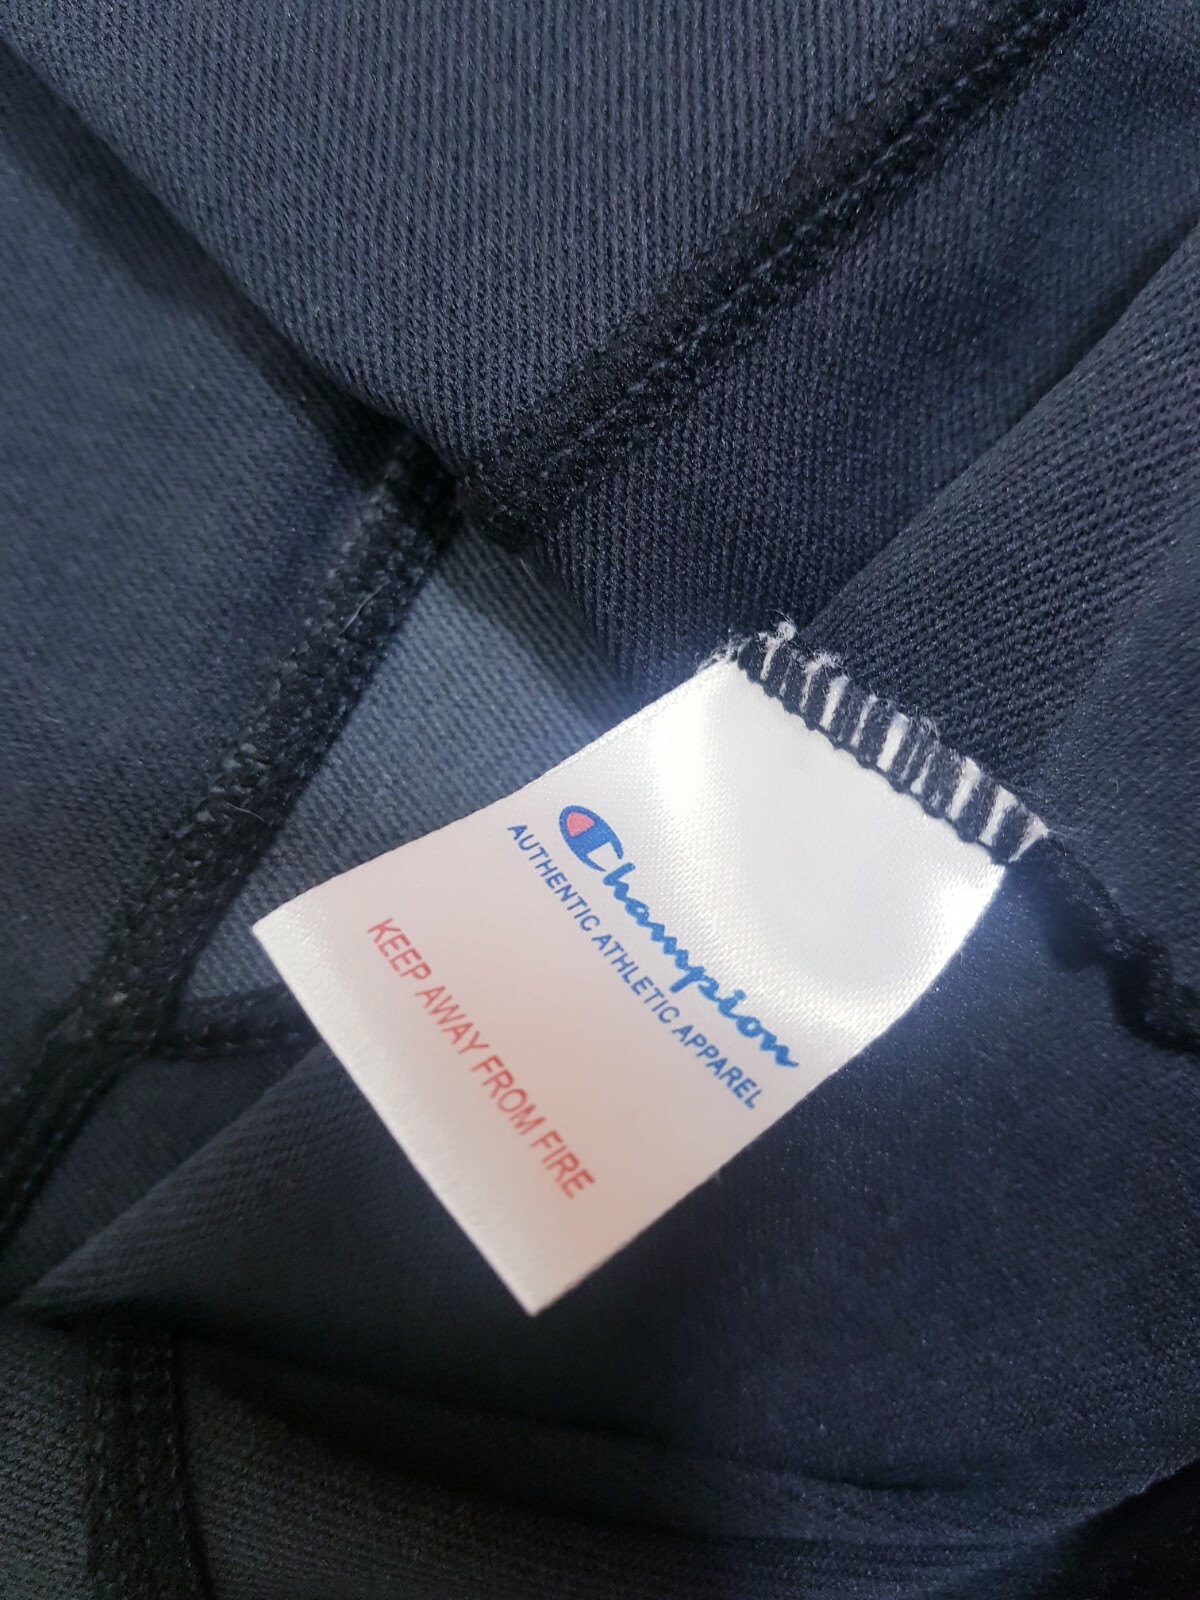 Champion
AUTHENTIC ATHLETIC APPAREL
KEEP AWAY FROM FIRE